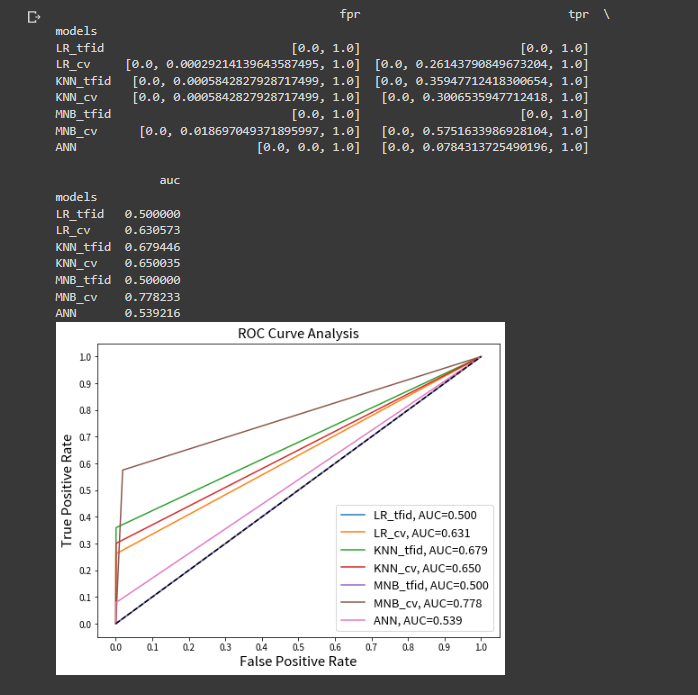 fpr tpr \
models
LR_tfid [0.0, 1.0] [0.0, 1.0]
LR_cv [0.0, 0.00029214139643587495, 1.0] [0.0, 0.26143790849673204, 1.0]
KNN_tfid [0.0, 0.0005842827928717499, 1.0] [0.0, 0.35947712418300654, 1.0]
KNN_cv [0.0, 0.0005842827928717499, 1.0] [0.0, 0.3006535947712418, 1.0]
MNB_tfid [0.0, 1.0] [0.0, 1.0]
MNB_cv [0.0, 0.018697049371895997, 1.0] [0.0, 0.5751633986928104, 1.0]
ANN [0.0, 0.0, 1.0] [0.0, 0.0784313725490196, 1.0]
auc
models
LR_tfid 0.500000
LR_cv 0.630573
KNN_tfid 0.679446
KNN_cv 0.650035
MNB_tfid 0.500000
MNB_cv 0.778233
ANN 0.539216
ROC Curve Analysis
1.0
0.9
0.8
0.7
0.6
0.5
0.4
0.3
0.2
0.1
0.0
True Positive Rate
LR_tfid, AUC=0.500
LR_cv, AUC=0.631
KNN_tfid, AUC=0.679
KNN_cv, AUC=0.650
MNB_tfid, AUC=0.500
MNB_cv, AUC=0.778
ANN, AUC=0.539
0.0 0.1 0.2 0.3 0.4 0.5 0.6 0.7 0.8 0.9 1.0
False Positive Rate